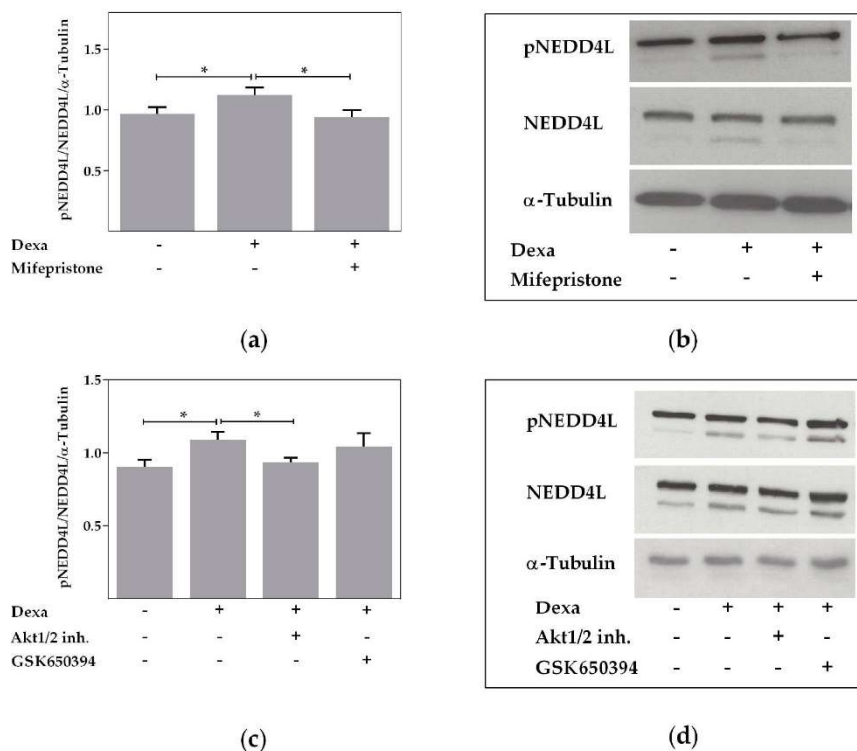 pNEDD4L/NEDD4L/α-Tubulin
1.5
1.0
0.5
* *
Dexa - + +
Mifepristone - - +
(a)
pNEDD4L
NEDD4L
α-Tubulin
Dexa - + +
Mifepristone - - +
(b)
pNEDD4L/NEDD4L/α-Tubulin
1.5
1.0
0.5
* *
Dexa - + + +
Akt1/2 inh. - - + -
GSK650394 - - - +
(c)
pNEDD4L
NEDD4L
α-Tubulin
Dexa - + + +
Akt1/2 inh. - - + -
GSK650394 - - - +
(d)